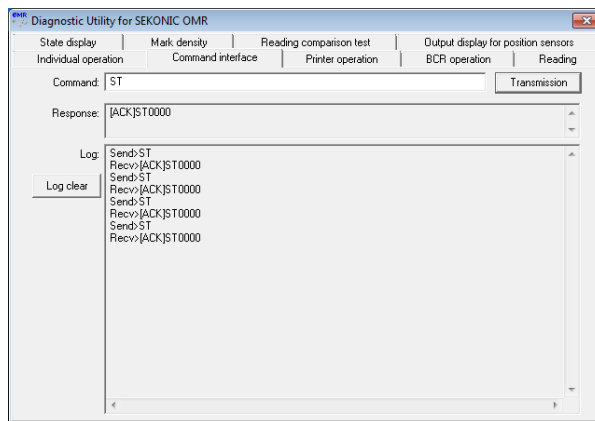 OMR Diagnostic Utility for SEKONIC OMR
State display Mark density Reading comparison test Output display for position sensors
Individual operation Command interface Printer operation BCR operation Reading
Command: ST Transmission
Response: [ACK]ST0000
Log:
Log clear
Send>ST
Recv>[ACK]ST0000
Send>ST
Recv>[ACK]ST0000
Send>ST
Recv>[ACK]ST0000
Send>ST
Recv>[ACK]ST0000